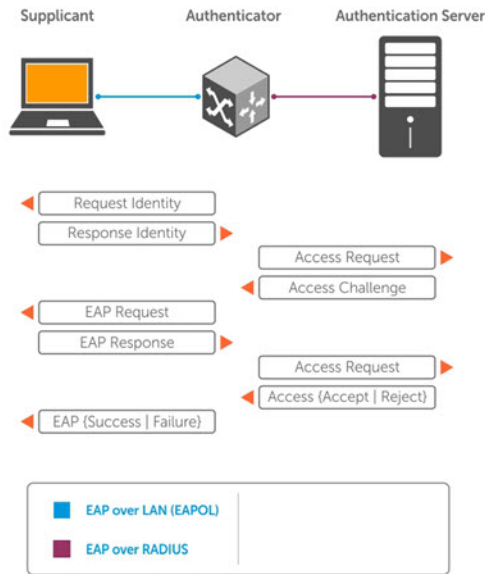 Supplicant
Authenticator
Authentication Server
Request Identity
Response Identity
Access Request
Access Challenge
EAP Request
EAP Response
Access Request
Access {Accept | Reject}
EAP {Success | Failure}
EAP over LAN (EAPOL)
EAP over RADIUS